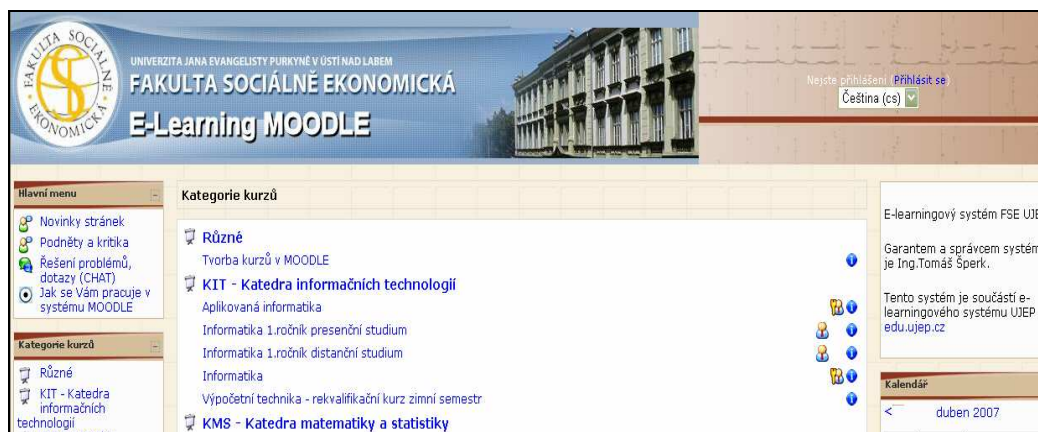 FAKULTA SOCIÁLNĚ EKONOMICKÁ
UNIVERZITA JANA EVANGELISTY PURKYNĚ V ÚSTÍ NAD LABEM
FAKULTA SOCIÁLNĚ EKONOMICKÁ
E-Learning MOODLE
Nejste přihlášeni (Přihlásit se)
Čeština (cs)
Hlavní menu
Novinky stránek
Podněty a kritika
Řešení problémů,
dotazy (CHAT)
Jak se Vám pracuje v
systému MOODLE
Kategorie kurzů
Různé
KIT - Katedra
informačních
technologií
Kategorie kurzů
Různé
Tvorba kurzů v MOODLE
KIT - Katedra informačních technologií
Aplikovaná informatika
Informatika 1.ročník presenční studium
Informatika 1.ročník distanční studium
Informatika
Výpočetní technika - rekvalifikační kurz zimní semestr
KMS - Katedra matematiky a statistiky
E-learningový systém FSE UJE
Garantem a správcem systém
je Ing.Tomáš Šperk.
Tento systém je součástí e-
learningového systému UJEP
edu.ujep.cz
Kalendář
< duben 2007